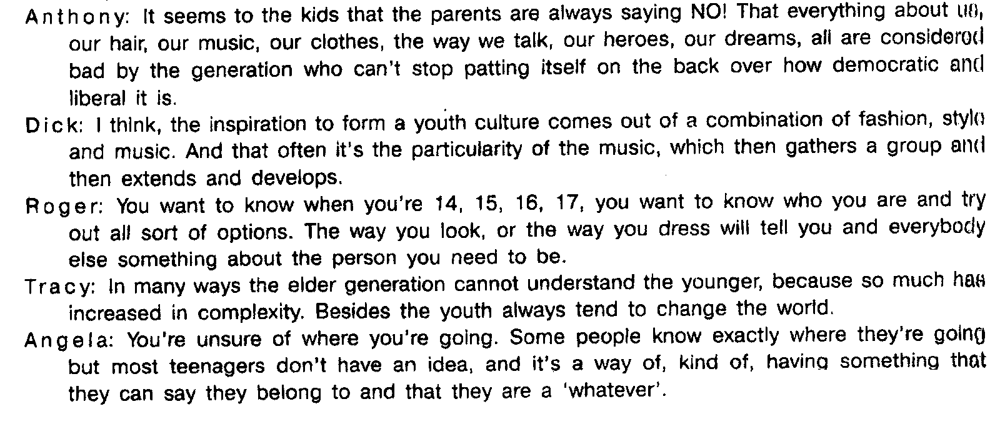 Anthony: It seems to the kids that the parents are always saying NO! That everything about us,
our hair, our music, our clothes, the way we talk, our heroes, our dreams, all are considered
bad by the generation who can't stop patting itself on the back over how democratic and
liberal it is.
Dick: I think, the inspiration to form a youth culture comes out of a combination of fashion, style
and music. And that often it's the particularity of the music, which then gathers a group and
then extends and develops.
Roger: You want to know when you're 14, 15, 16, 17, you want to know who you are and try
out all sort of options. The way you look, or the way you dress will tell you and everybody
else something about the person you need to be.
Tracy: In many ways the elder generation cannot understand the younger, because so much has
increased in complexity. Besides the youth always tend to change the world.
Angela: You're unsure of where you're going. Some people know exactly where they're going
but most teenagers don't have an idea, and it's a way of, kind of, having something that
they can say they belong to and that they are a 'whatever'.